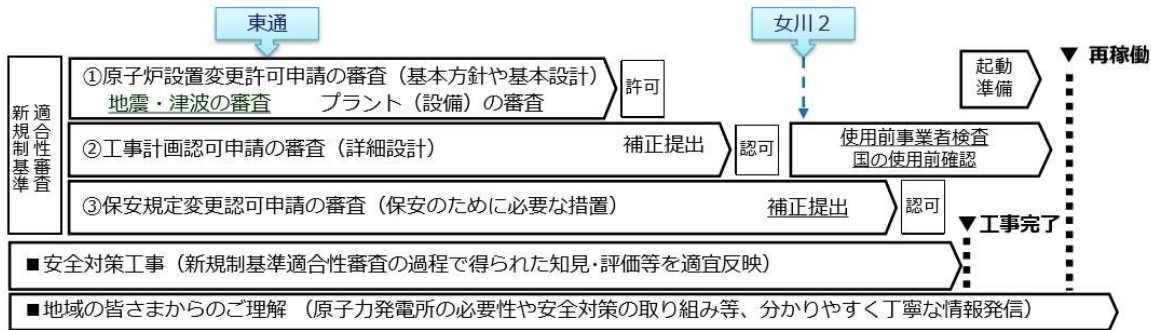 東通
女川2
▼再稼働
新規制基準
適合性審査
①原子炉設置変更許可申請の審査(基本方針や基本設計)
地震・津波の審査 プラント(設備)の審査
許可
起動
準備
②工事計画認可申請の審査(詳細設計)
補正提出
認可
使用前事業者検査
国の使用前確認
③保安規定変更認可申請の審査(保安のために必要な措置)
補正提出
認可
▼工事完了
■安全対策工事(新規制基準適合性審査の過程で得られた知見・評価等を適宜反映)
■地域の皆さまからのご理解 (原子力発電所の必要性や安全対策の取り組み等、分かりやすく丁寧な情報発信)